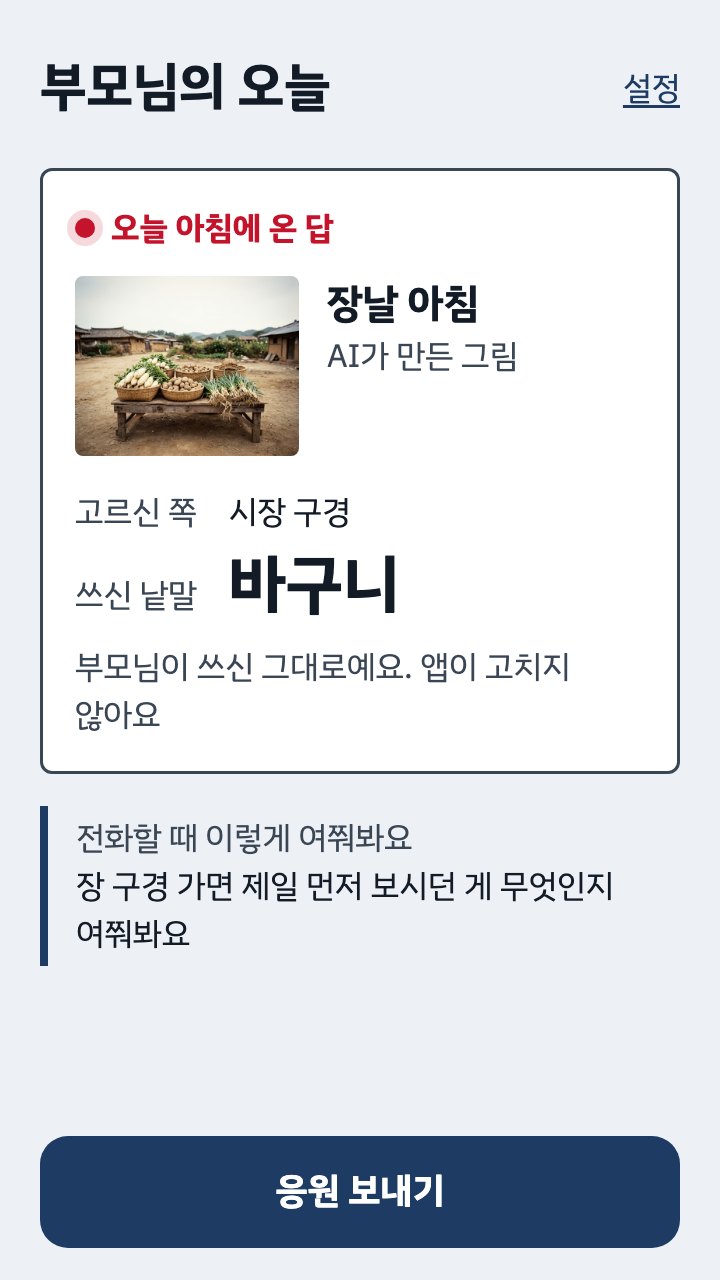 부모님의 오늘
설정
오늘 아침에 온 답
장날 아침
AI가 만든 그림
고르신 쪽 시장 구경
쓰신 낱말 바구니
부모님이 쓰신 그대로예요. 앱이 고치지
않아요
전화할 때 이렇게 여쭤봐요
장 구경 가면 제일 먼저 보시던 게 무엇인지
여쭤봐요
응원 보내기